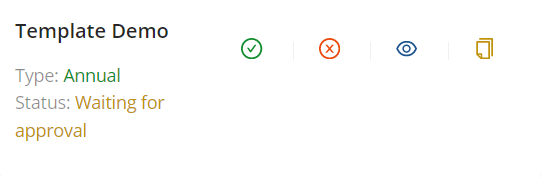 Template Demo
Type: Annual
Status: Waiting for
approval